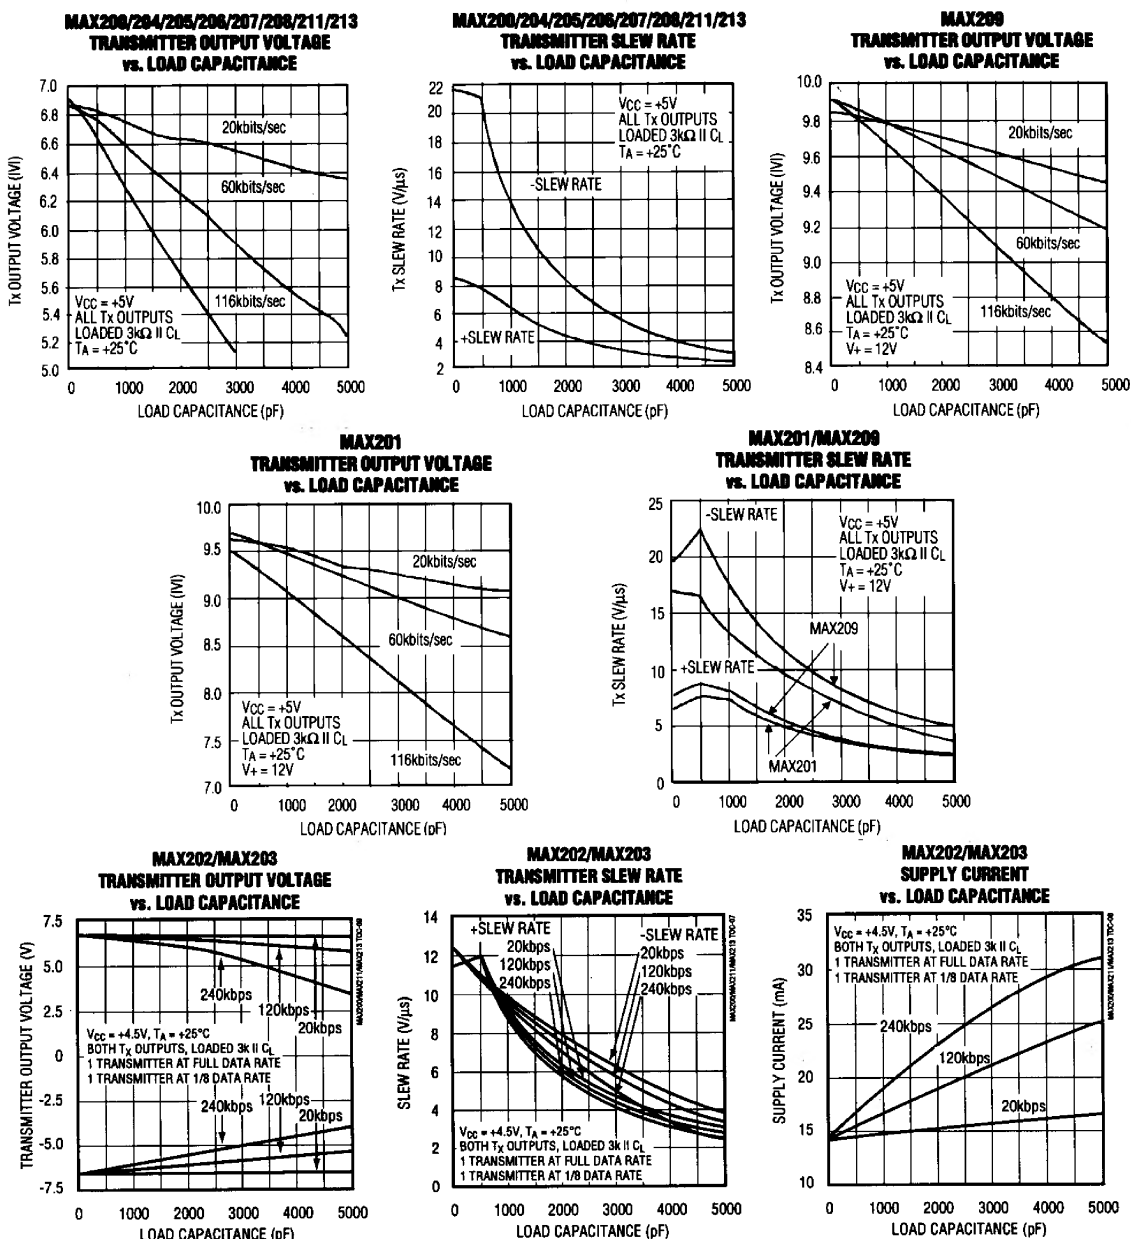 MAX200/204/205/206/207/208/211/213
TRANSMITTER OUTPUT VOLTAGE
vs. LOAD CAPACITANCE
Tx OUTPUT VOLTAGE (IVI)
7.0
6.8
6.6
6.4
6.2
6.0
5.8
5.6
5.4
5.2
5.0
20kbits/sec
60kbits/sec
116kbits/sec
VCC = +5V
ALL Tx OUTPUTS
LOADED 3kΩ II CL
TA = +25°C
0 1000 2000 3000 4000 5000
LOAD CAPACITANCE (pF)
MAX200/204/205/206/207/208/211/213
TRANSMITTER SLEW RATE
vs. LOAD CAPACITANCE
Tx SLEW RATE (V/µs)
22
20
18
16
14
12
10
8
6
4
2
VCC = +5V
ALL Tx OUTPUTS
LOADED 3kΩ II CL
TA = +25°C
-SLEW RATE
+SLEW RATE
0 1000 2000 3000 4000 5000
LOAD CAPACITANCE (pF)
MAX209
TRANSMITTER OUTPUT VOLTAGE
vs. LOAD CAPACITANCE
Tx OUTPUT VOLTAGE (IVI)
10.0
9.8
9.6
9.4
9.2
9.0
8.8
8.6
8.4
20kbits/sec
60kbits/sec
116kbits/sec
VCC = +5V
ALL Tx OUTPUTS
LOADED 3kΩ II CL
TA = +25°C
V+ = 12V
0 1000 2000 3000 4000 5000
LOAD CAPACITANCE (pF)
MAX201
TRANSMITTER OUTPUT VOLTAGE
vs. LOAD CAPACITANCE
Tx OUTPUT VOLTAGE (IVI)
10.0
9.5
9.0
8.5
8.0
7.5
7.0
20kbits/sec
60kbits/sec
116kbits/sec
VCC = +5V
ALL Tx OUTPUTS
LOADED 3kΩ II CL
TA = +25°C
V+ = 12V
0 1000 2000 3000 4000 5000
LOAD CAPACITANCE (pF)
MAX201/MAX209
TRANSMITTER SLEW RATE
vs. LOAD CAPACITANCE
Tx SLEW RATE (V/µs)
25
20
15
10
5
0
-SLEW RATE
VCC = +5V
ALL Tx OUTPUTS
LOADED 3kΩ II CL
TA = +25°C
V+ = 12V
MAX209
+SLEW RATE
MAX201
0 1000 2000 3000 4000 5000
LOAD CAPACITANCE (pF)
MAX202/MAX203
TRANSMITTER OUTPUT VOLTAGE
vs. LOAD CAPACITANCE
TRANSMITTER OUTPUT VOLTAGE (V)
7.5
5.0
2.5
0
-2.5
-5.0
-7.5
240kbps
120kbps
20kbps
VCC = +4.5V, TA = +25°C
BOTH TX OUTPUTS, LOADED 3k II CL
1 TRANSMITTER AT FULL DATA RATE
1 TRANSMITTER AT 1/8 DATA RATE
240kbps
120kbps
20kbps
0 1000 2000 3000 4000 5000
LOAD CAPACITANCE (pF)
MAX202/MAX203
TRANSMITTER SLEW RATE
vs. LOAD CAPACITANCE
SLEW RATE (V/µs)
14
12
10
8
6
4
2
0
+SLEW RATE
20kbps
120kbps
240kbps
-SLEW RATE
20kbps
120kbps
240kbps
MAX200/MAX211/MAX213 TOC-07
VCC = +4.5V, TA = +25°C
BOTH TX OUTPUTS, LOADED 3k II CL
1 TRANSMITTER AT FULL DATA RATE
1 TRANSMITTER AT 1/8 DATA RATE
0 1000 2000 3000 4000 5000
LOAD CAPACITANCE (pF)
MAX202/MAX203
SUPPLY CURRENT
vs. LOAD CAPACITANCE
SUPPLY CURRENT (mA)
35
30
25
20
15
10
VCC = +4.5V, TA = +25°C
BOTH TX OUTPUTS, LOADED 3k II CL
1 TRANSMITTER AT FULL DATA RATE
1 TRANSMITTER AT 1/8 DATA RATE
240kbps
120kbps
20kbps
0 1000 2000 3000 4000 5000
LOAD CAPACITANCE (pF)